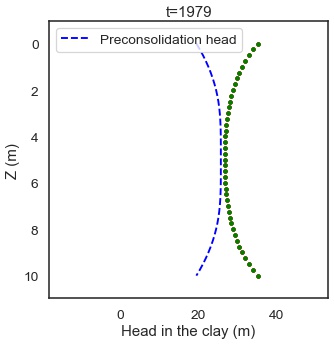 t=1979
Preconsolidation head
0
2
4
6
8
10
Z (m)
0
20
40
Head in the clay (m)